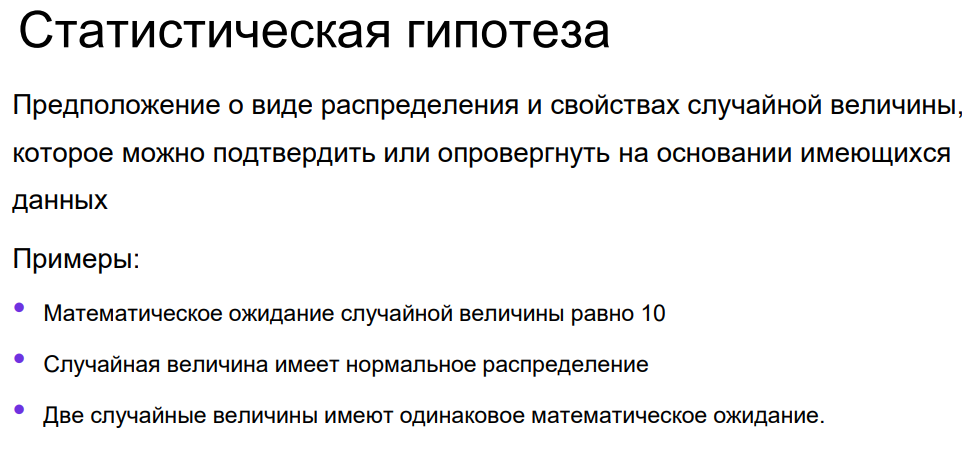 Статистическая гипотеза
Предположение о виде распределения и свойствах случайной величины,
которое можно подтвердить или опровергнуть на основании имеющихся
данных
Примеры:
• Математическое ожидание случайной величины равно 10
• Случайная величина имеет нормальное распределение
• Две случайные величины имеют одинаковое математическое ожидание.